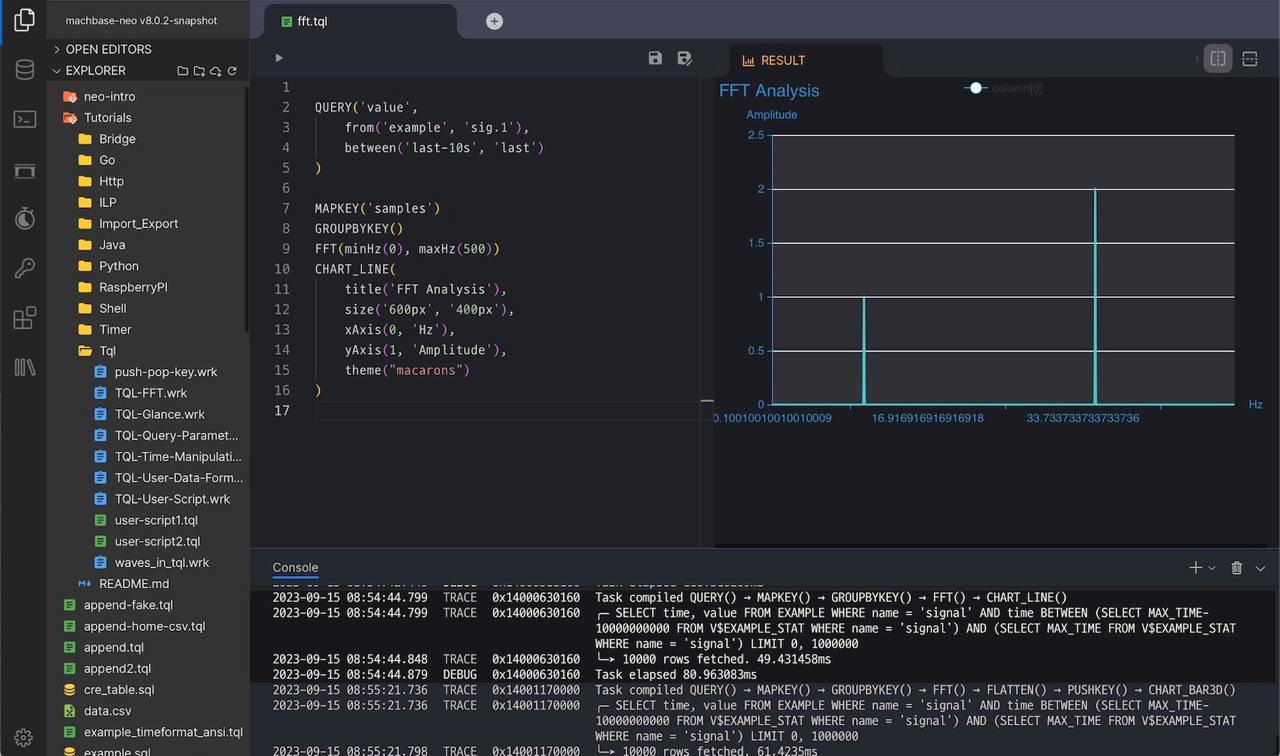 machbase-neo v8.0.2-snapshot
OPEN EDITORS
EXPLORER
neo-intro
Tutorials
Bridge
Go
Http
ILP
Import_Export
Java
Python
RaspberryPI
Shell
Timer
Tql
push-pop-key.wrk
TQL-FFT.wrk
TQL-Glance.wrk
TQL-Query-Paramet...
TQL-Time-Manipulati...
TQL-User-Data-Form...
TQL-User-Script.wrk
user-script1.tql
user-script2.tql
waves_in_tql.wrk
README.md
append-fake.tql
append-home-csv.tql
append.tql
append2.tql
cre_table.sql
data.csv
example_timeformat_ansi.tql
example.sql
fft.tql
1
2 QUERY('value',
3 from('example', 'sig.1'),
4 between('last-10s', 'last')
5 )
6
7 MAPKEY('samples')
8 GROUPBYKEY()
9 FFT(minHz(0), maxHz(500))
10 CHART_LINE(
11 title('FFT Analysis'),
12 size('600px', '400px'),
13 xAxis(0, 'Hz'),
14 yAxis(1, 'Amplitude'),
15 theme("macarons")
16 )
17
RESULT
FFT Analysis
column[0]
Amplitude
2.5
2
1.5
1
0.5
0
Hz
0.10010010010010009 16.916916916916918 33.733733733733736
Console
2023-09-15 08:54:44.799 TRACE 0x14000630160 Task compiled QUERY() → MAPKEY() → GROUPBYKEY() → FFT() → CHART_LINE()
2023-09-15 08:54:44.799 TRACE 0x14000630160 ╭─ SELECT time, value FROM EXAMPLE WHERE name = 'signal' AND time BETWEEN (SELECT MAX_TIME-
10000000000 FROM V$EXAMPLE_STAT WHERE name = 'signal') AND (SELECT MAX_TIME FROM V$EXAMPLE_STAT
WHERE name = 'signal') LIMIT 0, 1000000
2023-09-15 08:54:44.848 TRACE 0x14000630160 ╰─➤ 10000 rows fetched. 49.431458ms
2023-09-15 08:54:44.879 DEBUG 0x14000630160 Task elapsed 80.963083ms
2023-09-15 08:55:21.736 TRACE 0x14001170000 Task compiled QUERY() → MAPKEY() → GROUPBYKEY() → FFT() → FLATTEN() → PUSHKEY() → CHART_BAR3D()
2023-09-15 08:55:21.736 TRACE 0x14001170000 ╭─ SELECT time, value FROM EXAMPLE WHERE name = 'signal' AND time BETWEEN (SELECT MAX_TIME-
10000000000 FROM V$EXAMPLE_STAT WHERE name = 'signal') AND (SELECT MAX_TIME FROM V$EXAMPLE_STAT
WHERE name = 'signal') LIMIT 0, 1000000
2023-09-15 08:55:21.798 TRACE 0x14001170000 ╰─➤ 10000 rows fetched. 61.4235ms